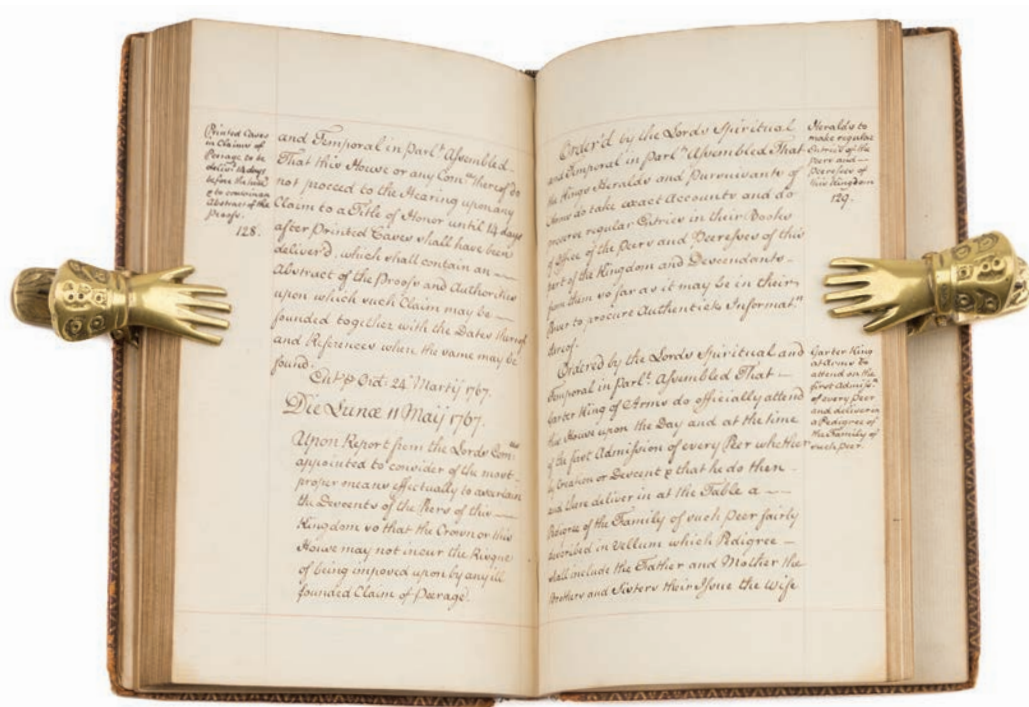 Printed Cases
in Claims of
Peerage to be
deliver'd 14 days
before the
& to contain an
Abstract of the
Proofs.
128.
and Temporal in Parlt. Assembled
That this House or any Comtee thereof do
not proceed to the Hearing upon any
Claim to a Title of Honor until 14 days
after Printed Cases shall have been
deliver'd, which shall contain an
Abstract of the Proofs and Authorities
upon which such Claim may be
founded together with the Dates thereof
and References where the same may be
found.
24° Martij 1767.
Die Lunæ 11 Maij 1767.
Upon Report from the Lords Comtees
appointed to consider of the most
proper means effectually to ascertain
the Descents of the Peers of this
Kingdom so that the Crown or this
House may not incur the Risque
of being imposed upon by any ill
founded Claim of Peerage.
Order'd by the Lords Spiritual
and Temporal in Parlt. Assembled That
the Kings Heralds and Pursuivants of
Arms do take exact Accounts and do
preserve regular Entries in their Books
of Office of the Peers and Peeresses of this
part of the Kingdom and Descendants
from them so far as it may be in their
Power to procure Authentick Informatn
thereof.
Ordered by the Lords Spiritual and
Temporal in Parlt. Assembled That
Garter King of Arms do officially attend
this House upon the Day and at the time
of the first Admission of every Peer whether
by Creation or Descent & that he do then
and there deliver in at the Table a
Pedigree of the Family of such Peer fairly
described in Vellum which Pedigree
shall include the Father and Mother the
Brothers and Sisters their Issue the Wife
Heralds to
make regular
Entries of the
Peers and
Peeresses of
this Kingdom
129.
Garter King
at Arms to
attend on the
first Admissn.
of every Peer
and deliver in
a Pedigree of
the Family of
such Peer.